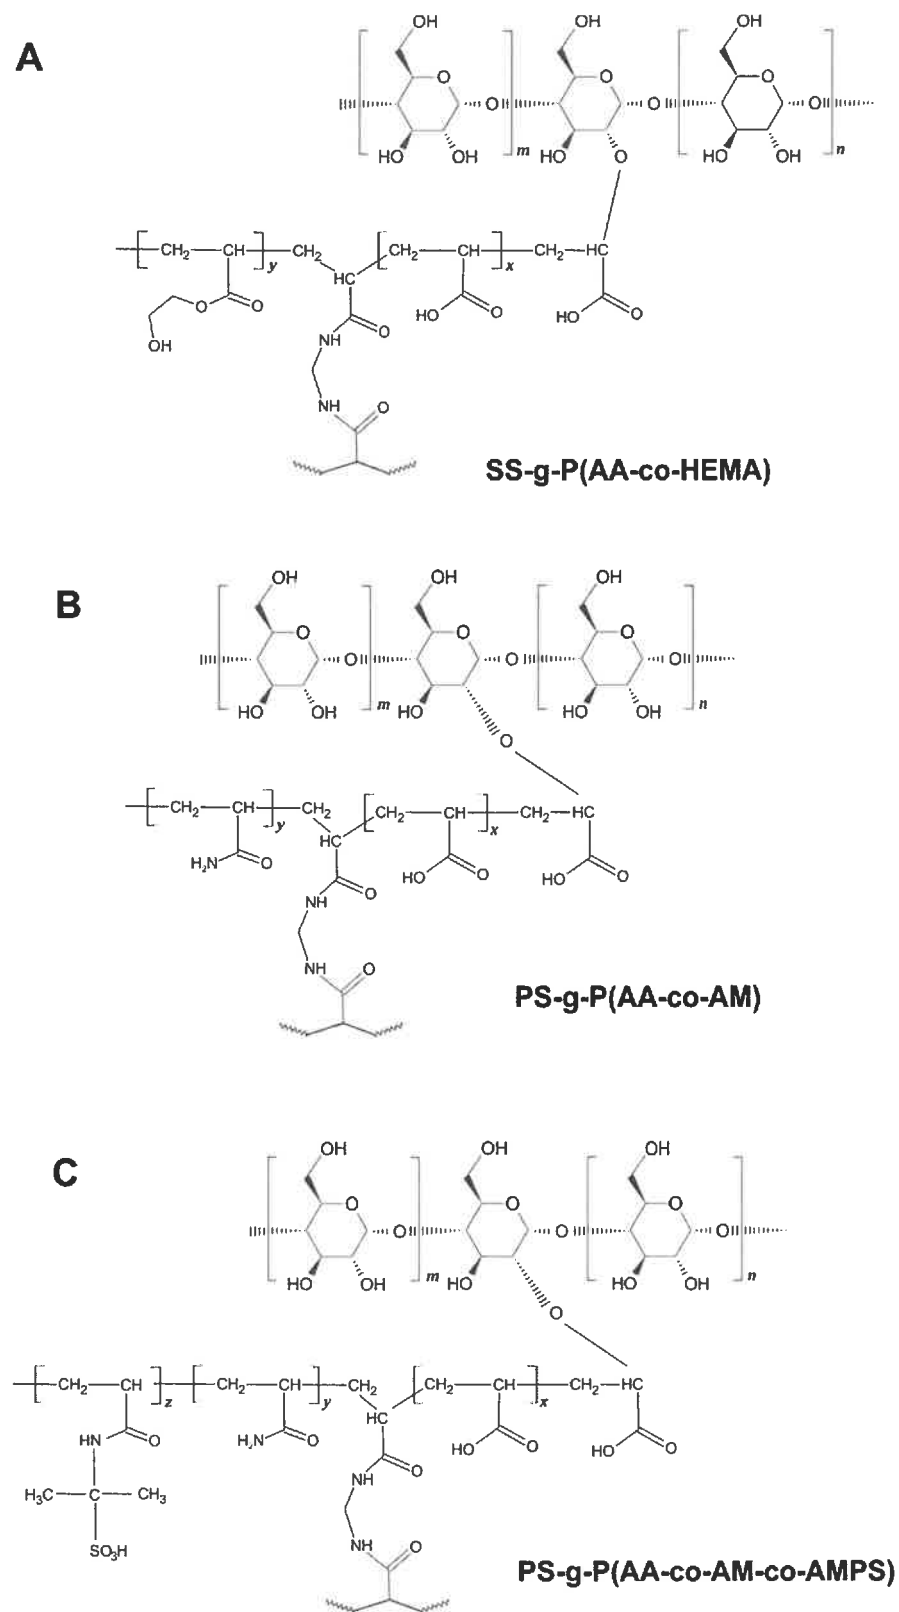 A
OH OH OH
O O O O O O
HO OH m HO O HO OH n
CH₂ CH y CH₂ HC CH₂ CH x CH₂ HC
O O OH NH O HO O HO O
NH O
SS-g-P(AA-co-HEMA)
B
OH OH OH
O O O O O O
HO OH m HO O HO OH n
CH₂ CH y CH₂ HC CH₂ CH x CH₂ HC
H₂N O NH O HO O HO O
NH O
PS-g-P(AA-co-AM)
C
OH OH OH
O O O O O O
HO OH m HO O HO OH n
CH₂ CH z CH₂ CH y CH₂ HC CH₂ CH x CH₂ HC
HN O H₂N O NH O HO O HO O
H₃C C CH₃
SO₃H NH O
PS-g-P(AA-co-AM-co-AMPS)